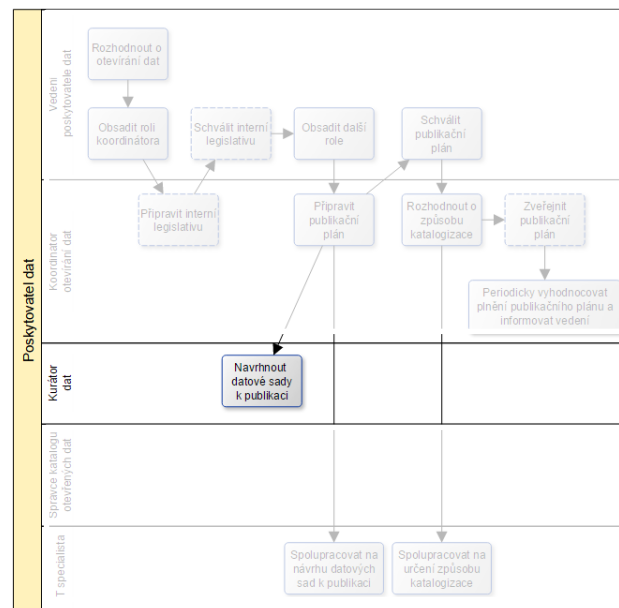 Poskytovatel dat
Vedení
poskytovatele dat
Rozhodnout o
otevírání dat
Obsadit roli
koordinátora
Schválit interní
legislativu
Obsadit další
role
Schválit
publikační
plán
Koordinátor
otevírání dat
Připravit interní
legislativu
Připravit
publikační
plán
Rozhodnout o
způsobu
katalogizace
Zveřejnit
publikační
plán
Periodicky vyhodnocovat
plnění publikačního plánu a
informovat vedení
Kurátor
dat
Navrhnout
datové sady
k publikaci
Správce katalogu
otevřených dat
T specialista
Spolupracovat na
návrhu datových
sad k publikaci
Spolupracovat na
určení způsobu
katalogizace